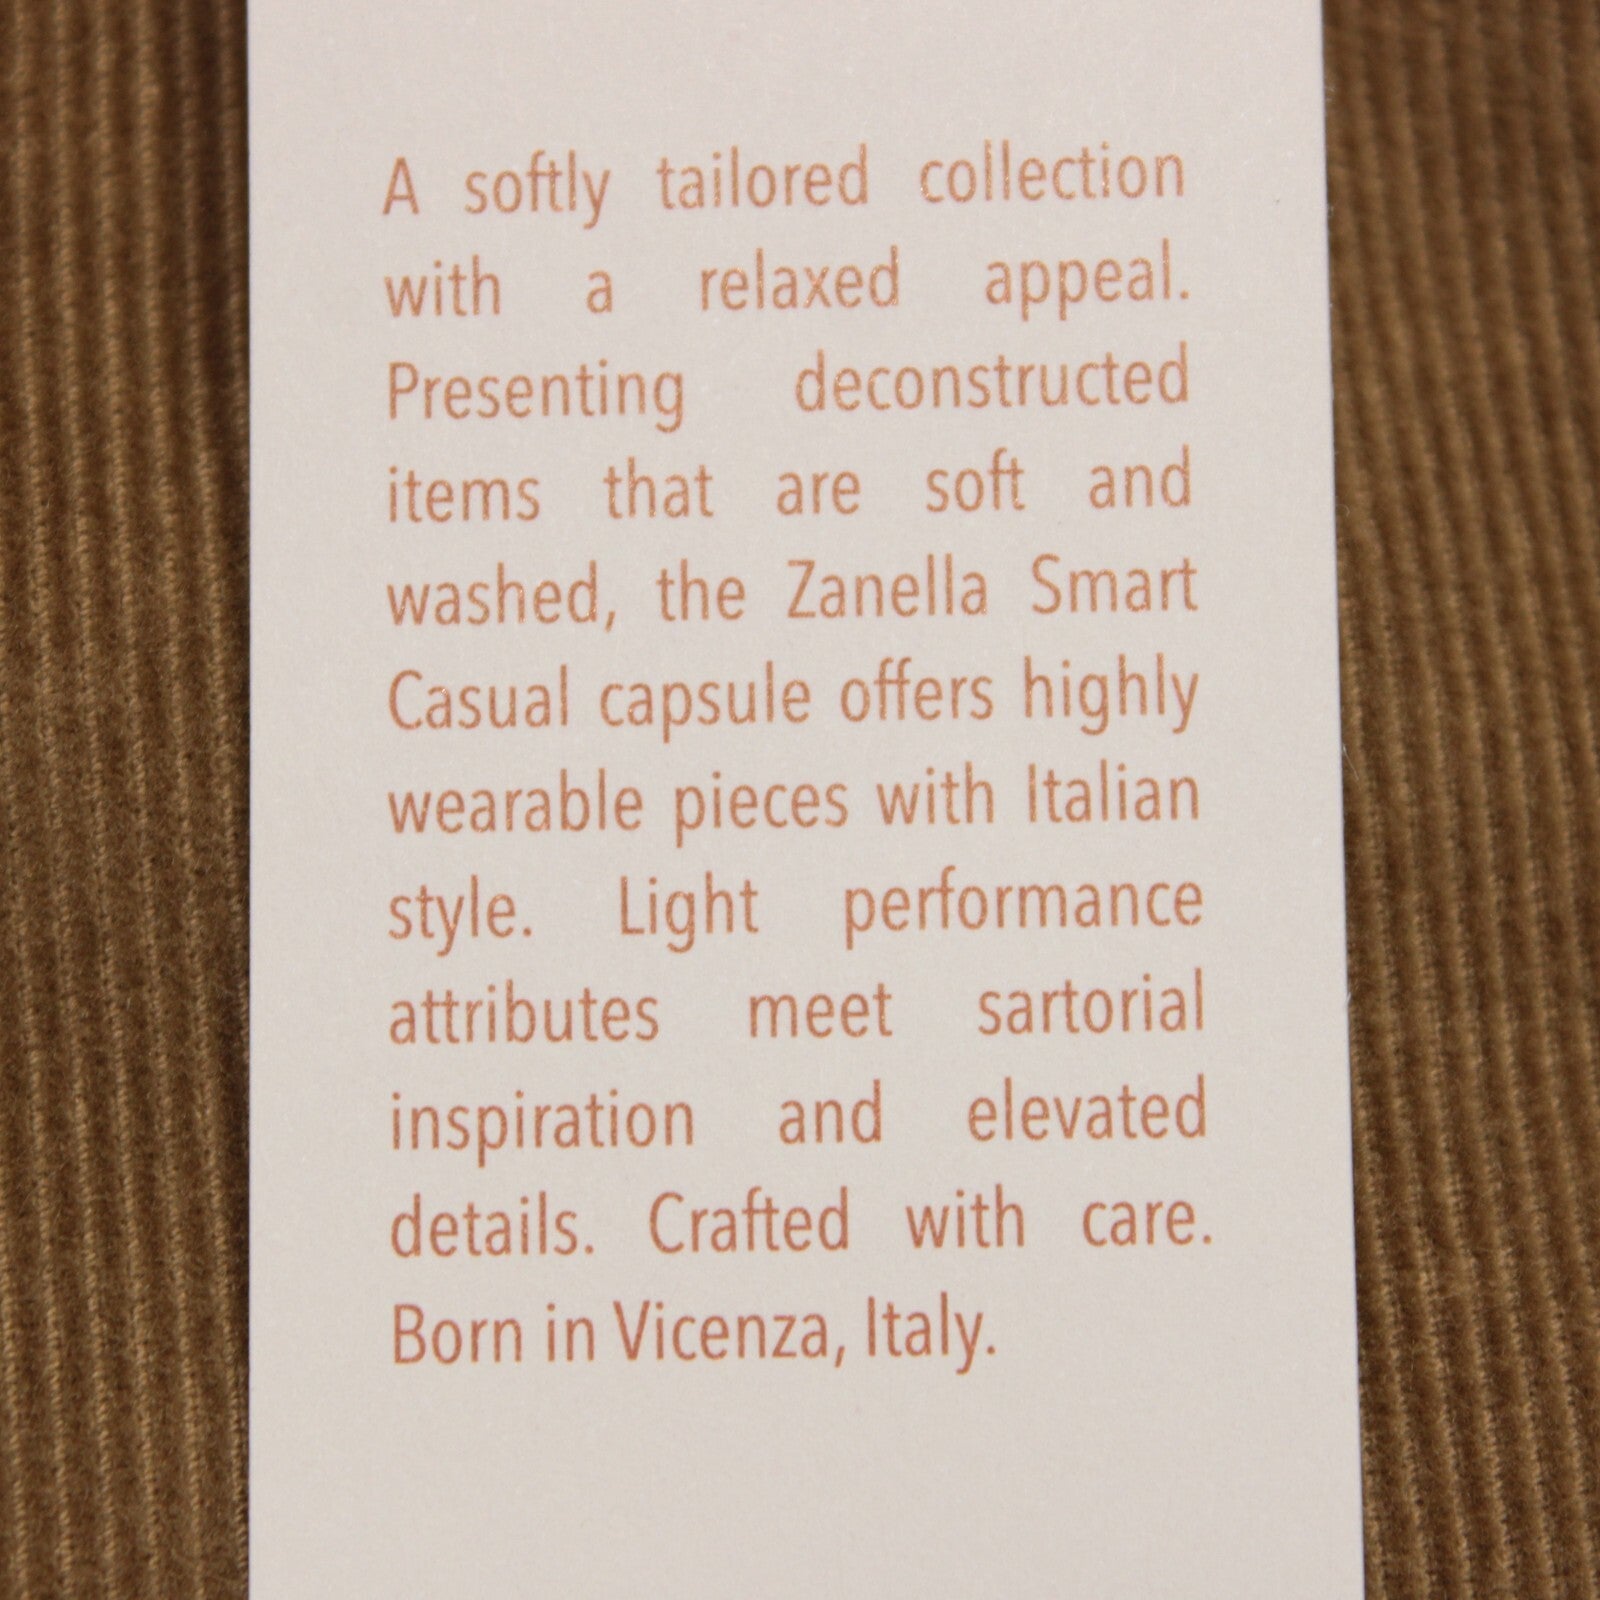 A softly tailored collection
with a relaxed appeal.
Presenting deconstructed
items that are soft and
washed, the Zanella Smart
Casual capsule offers highly
wearable pieces with Italian
style. Light performance
attributes meet sartorial
inspiration and elevated
details. Crafted with care.
Born in Vicenza, Italy.